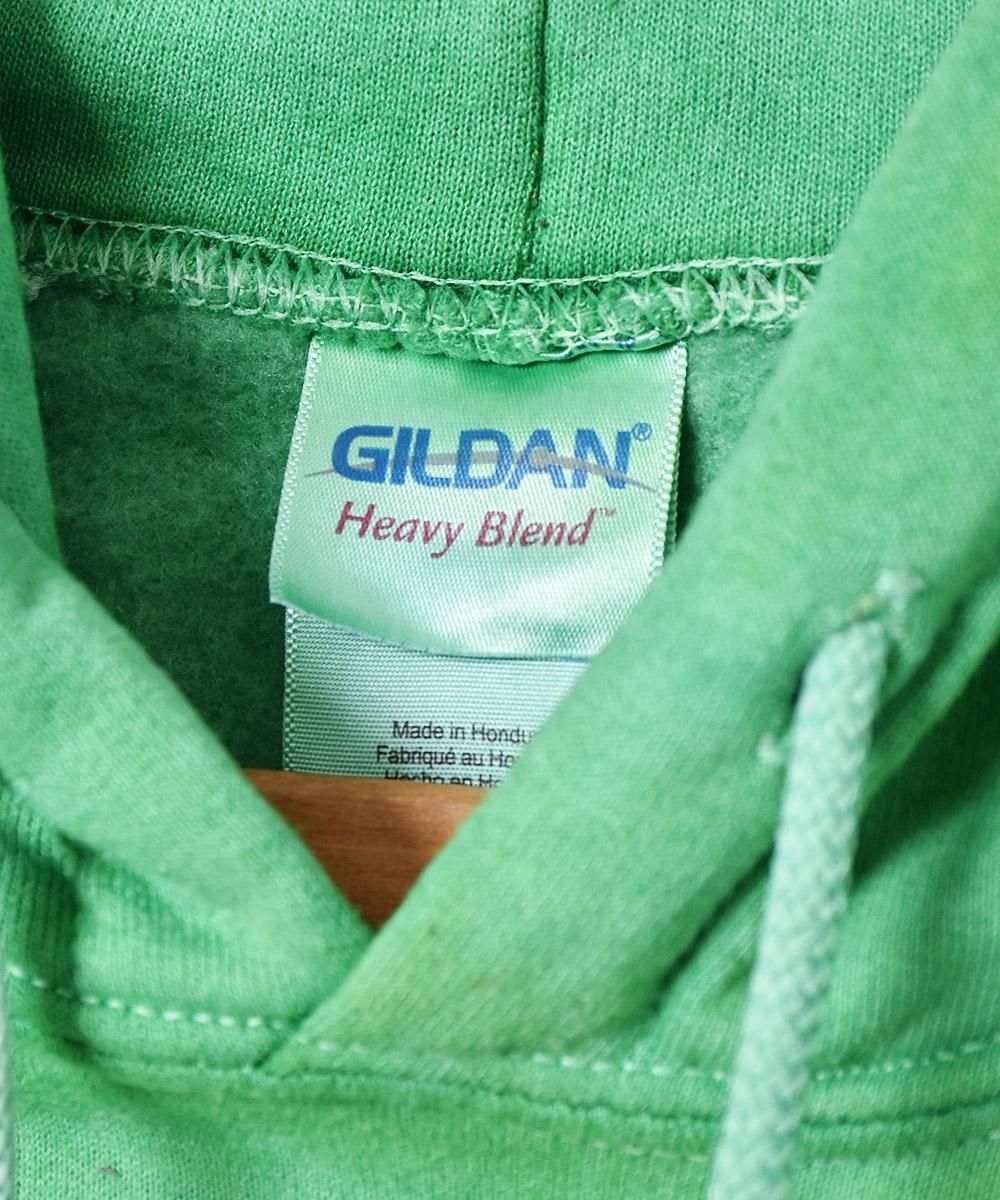 GILDAN®
Heavy Blend™
Made in Hondu
Fabriqué au Ho
Hecho en H